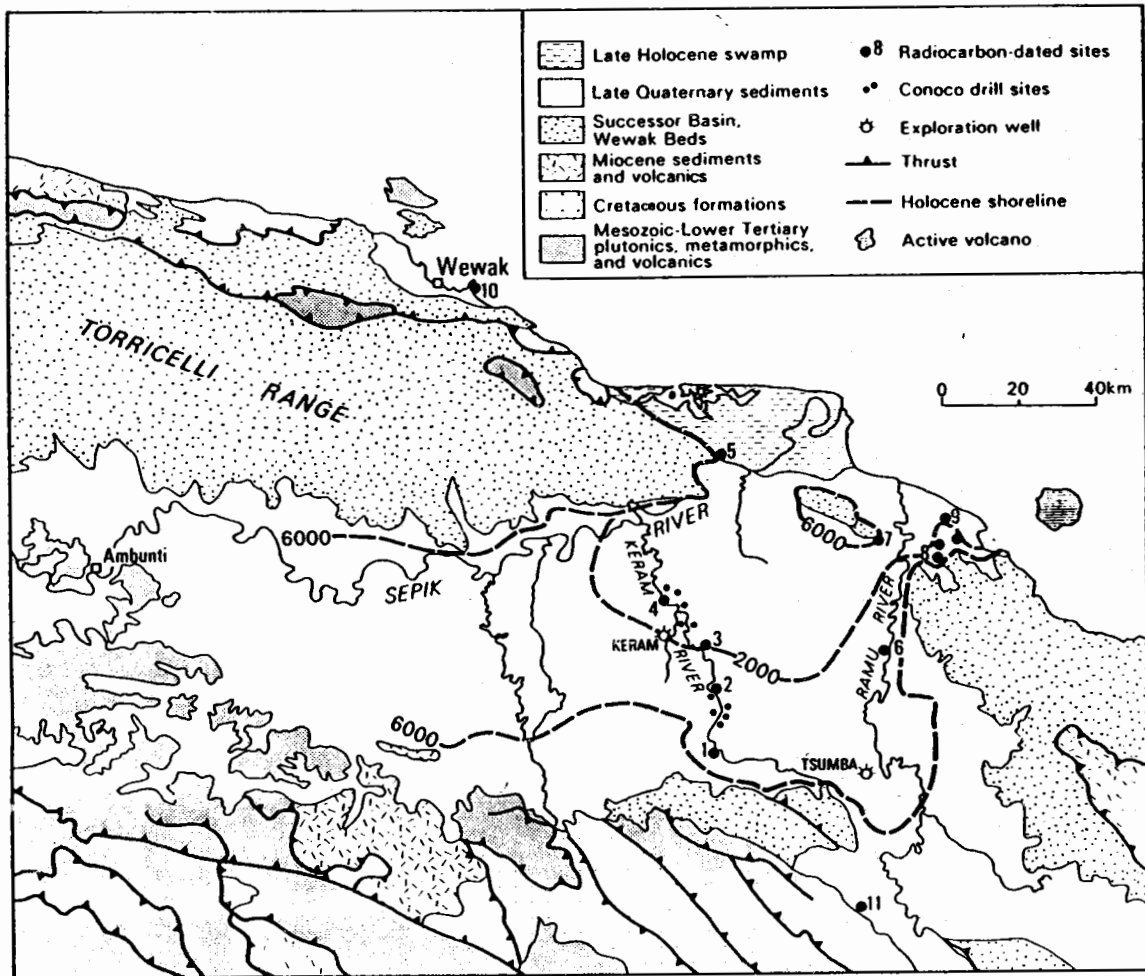 Late Holocene swamp
Late Quaternary sediments
Successor Basin,
Wewak Beds
Miocene sediments
and volcanics
Cretaceous formations
Mesozoic-Lower Tertiary
plutonics, metamorphics,
and volcanics
8 Radiocarbon-dated sites
Conoco drill sites
Exploration well
Thrust
Holocene shoreline
Active volcano
Wewak
10
TORRICELLI
RANGE
0 20 40km
5
9
6000
7
8
6000
RIVER
KERAM
Ambunti
SEPIK
RIVER
4
3
KERAM
RIVER
2000
RAMU
6
2
6000
1
TSUMBA
11